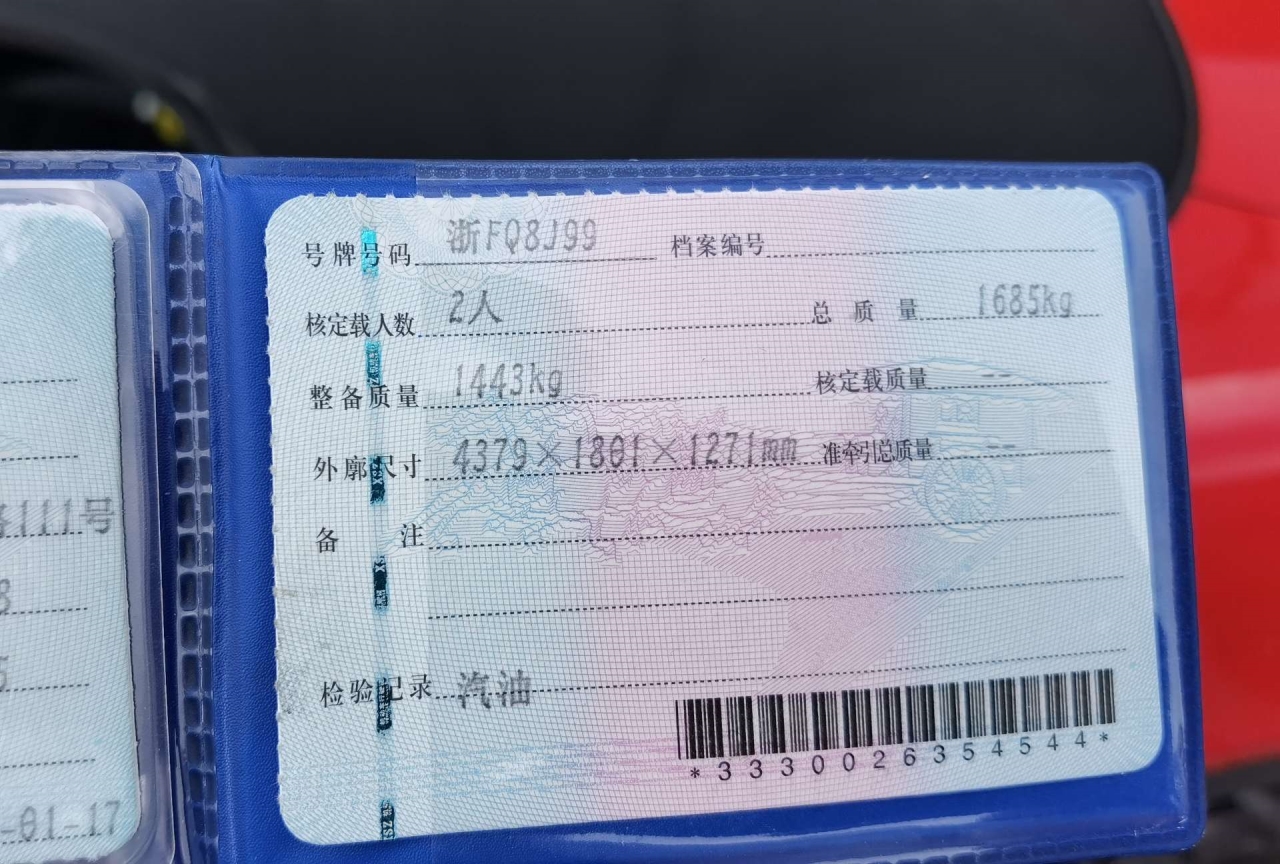 号牌号码 浙FQ8J99 档案编号
核定载人数 2人 总质量 1685kg
整备质量 1443kg 核定载质量 --
外廓尺寸 4379×1801×1271mm 准牵引总质量 --
备注
检验记录 汽油
*3330026354544*
111号
8
5
-01-17